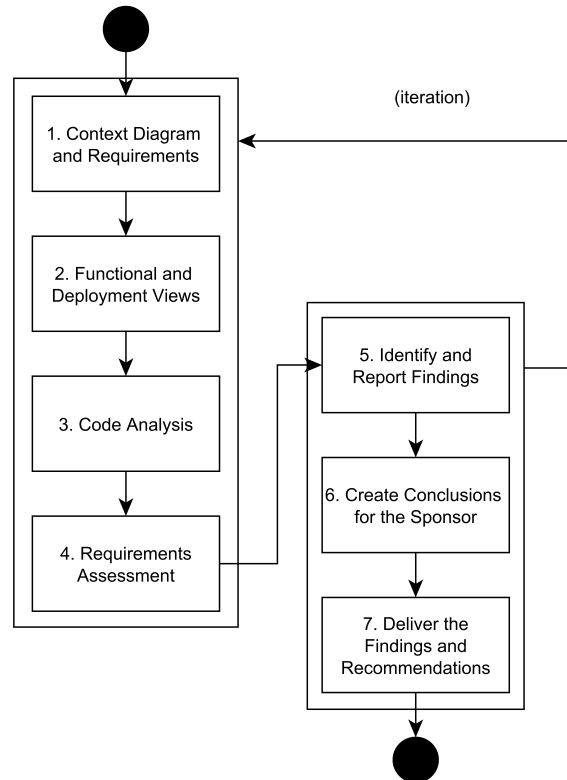 (iteration)
1. Context Diagram
and Requirements
2. Functional and
Deployment Views
3. Code Analysis
4. Requirements
Assessment
5. Identify and
Report Findings
6. Create Conclusions
for the Sponsor
7. Deliver the
Findings and
Recommendations